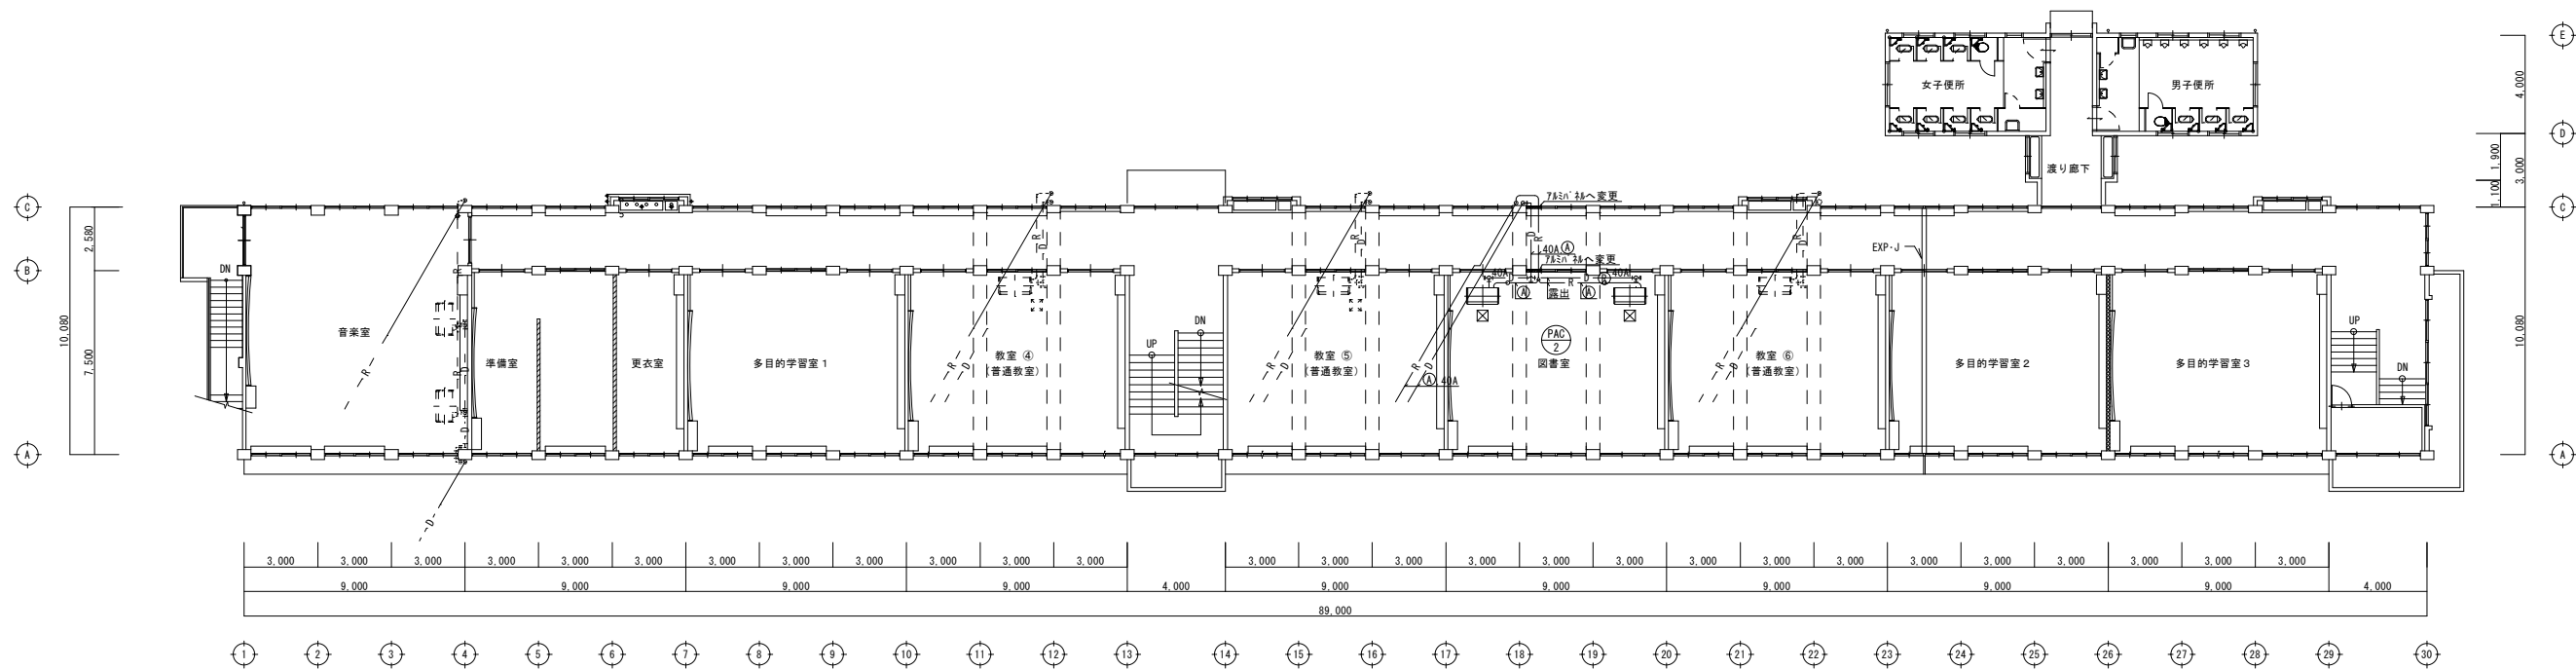 E
女子便所
男子便所
4,000
D
渡り廊下
1,900
3,000
1,100
C
C
アルミパネルへ変更
R
D
R
D
D
R
R
D
2,580
10,080
7,500
DN
B
40A A
アルミパネルへ変更
EXP・J
40A
R
40A
A
露出
A
10,080
音楽室
R
D
準備室
更衣室
多目的学習室1
教室 ④
(普通教室)
UP
DN
教室 ⑤
(普通教室)
PAC
2
図書室
教室 ⑥
(普通教室)
多目的学習室2
多目的学習室3
UP
DN
R
R
D
R
D
R
D
A 40A
R
D
D
A
A
D
3,000 3,000 3,000 3,000 3,000 3,000 3,000 3,000 3,000 3,000 3,000 3,000 3,000 3,000 3,000 3,000 3,000 3,000 3,000 3,000 3,000 3,000 3,000 3,000 3,000 3,000 3,000
9,000 9,000 9,000 9,000 4,000 9,000 9,000 9,000 9,000 9,000 4,000
89,000
1 2 3 4 5 6 7 8 9 10 11 12 13 14 15 16 17 18 19 20 21 22 23 24 25 26 27 28 29 30